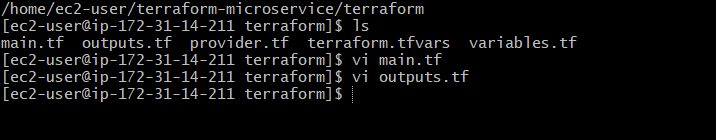 /home/ec2-user/terraform-microservice/terraform
[ec2-user@ip-172-31-14-211 terraform]$ ls
main.tf  outputs.tf  provider.tf  terraform.tfvars  variables.tf
[ec2-user@ip-172-31-14-211 terraform]$ vi main.tf
[ec2-user@ip-172-31-14-211 terraform]$ vi outputs.tf
[ec2-user@ip-172-31-14-211 terraform]$